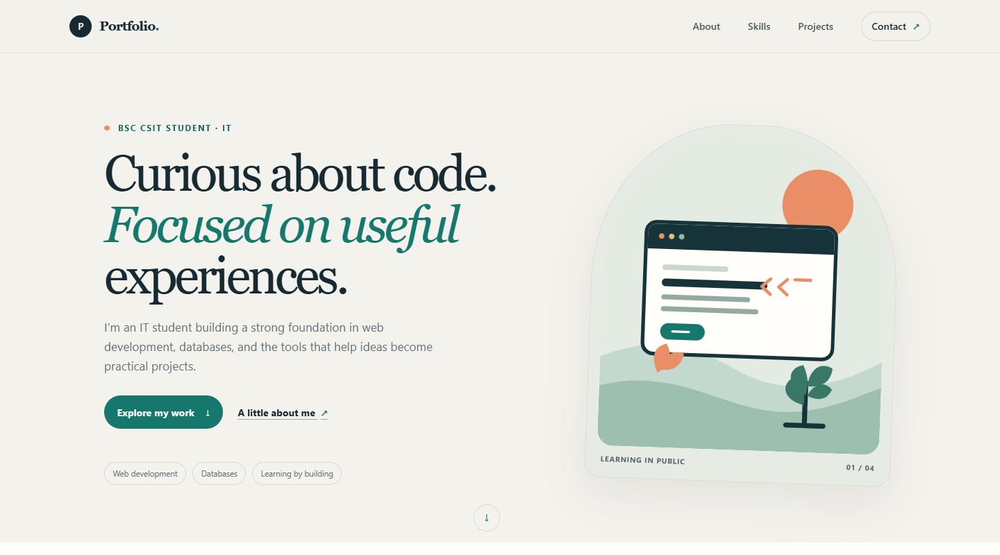 P
Portfolio.
About
Skills
Projects
Contact ↗
BSC CSIT STUDENT · IT
Curious about code.
Focused on useful
experiences.
I'm an IT student building a strong foundation in web
development, databases, and the tools that help ideas become
practical projects.
Explore my work ↓
A little about me ↗
Web development
Databases
Learning by building
LEARNING IN PUBLIC
01 / 04
↓